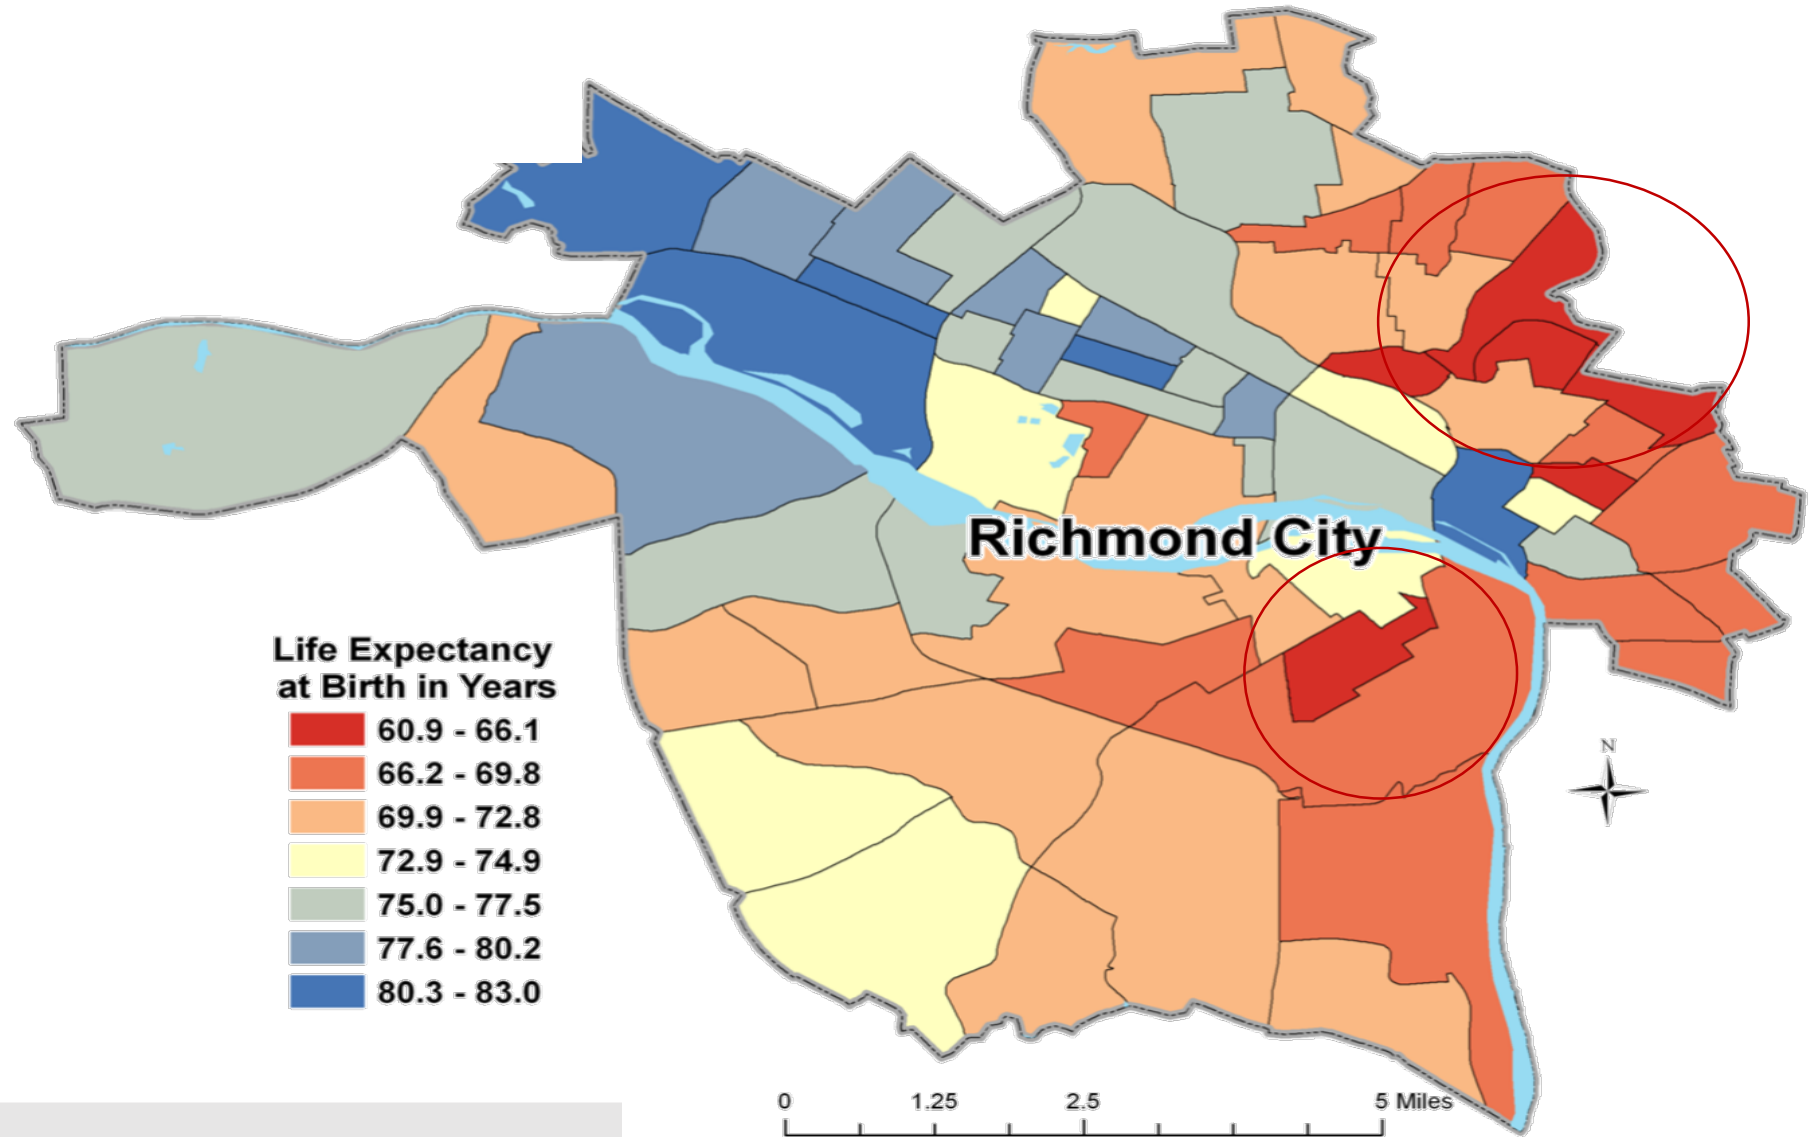 Richmond City
Life Expectancy
at Birth in Years
60.9 - 66.1
66.2 - 69.8
69.9 - 72.8
72.9 - 74.9
75.0 - 77.5
77.6 - 80.2
80.3 - 83.0
N
0 1.25 2.5 5 Miles